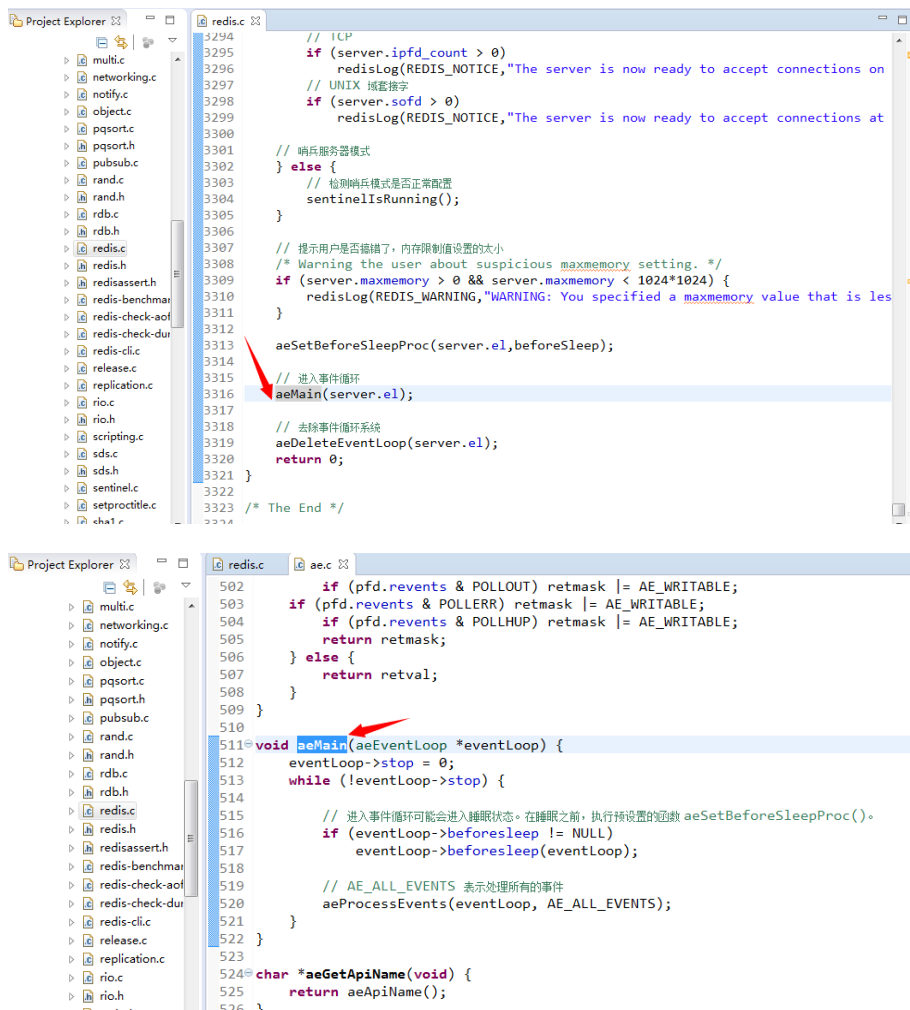 Project Explorer
multi.c
networking.c
notify.c
object.c
pqsort.c
pqsort.h
pubsub.c
rand.c
rand.h
rdb.c
rdb.h
redis.c
redis.h
redisassert.h
redis-benchmar
redis-check-aof
redis-check-dur
redis-cli.c
release.c
replication.c
rio.c
rio.h
scripting.c
sds.c
sds.h
sentinel.c
setproctitle.c
sha1.c
redis.c
3294 // TCP
3295 if (server.ipfd_count > 0)
3296 redisLog(REDIS_NOTICE,"The server is now ready to accept connections on
3297 // UNIX 域套接字
3298 if (server.sofd > 0)
3299 redisLog(REDIS_NOTICE,"The server is now ready to accept connections at
3300
3301 // 哨兵服务器模式
3302 } else {
3303 // 检测哨兵模式是否正常配置
3304 sentinelIsRunning();
3305 }
3306
3307 // 提示用户是否搞错了，内存限制值设置的太小
3308 /* Warning the user about suspicious maxmemory setting. */
3309 if (server.maxmemory > 0 && server.maxmemory < 1024*1024) {
3310 redisLog(REDIS_WARNING,"WARNING: You specified a maxmemory value that is les
3311 }
3312
3313 aeSetBeforeSleepProc(server.el,beforeSleep);
3314
3315 // 进入事件循环
3316 aeMain(server.el);
3317
3318 // 去除事件循环系统
3319 aeDeleteEventLoop(server.el);
3320 return 0;
3321 }
3322
3323 /* The End */
3324
Project Explorer
multi.c
networking.c
notify.c
object.c
pqsort.c
pqsort.h
pubsub.c
rand.c
rand.h
rdb.c
rdb.h
redis.c
redis.h
redisassert.h
redis-benchmar
redis-check-aof
redis-check-dur
redis-cli.c
release.c
replication.c
rio.c
rio.h
redis.c ae.c
502 if (pfd.revents & POLLOUT) retmask |= AE_WRITABLE;
503 if (pfd.revents & POLLERR) retmask |= AE_WRITABLE;
504 if (pfd.revents & POLLHUP) retmask |= AE_WRITABLE;
505 return retmask;
506 } else {
507 return retval;
508 }
509 }
510
511 void aeMain(aeEventLoop *eventLoop) {
512 eventLoop->stop = 0;
513 while (!eventLoop->stop) {
514
515 // 进入事件循环可能会进入睡眠状态。在睡眠之前，执行预设置的函数 aeSetBeforeSleepProc()。
516 if (eventLoop->beforesleep != NULL)
517 eventLoop->beforesleep(eventLoop);
518
519 // AE_ALL_EVENTS 表示处理所有的事件
520 aeProcessEvents(eventLoop, AE_ALL_EVENTS);
521 }
522 }
523
524 char *aeGetApiName(void) {
525 return aeApiName();
526 }